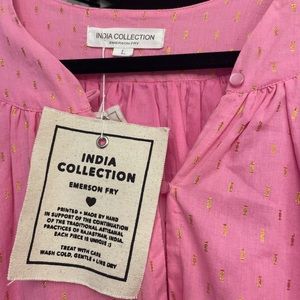 INDIA COLLECTION
EMERSON FRY
L
INDIA
COLLECTION
EMERSON FRY
PRINTED + MADE BY HAND
IN SUPPORT OF THE CONTINUATION
OF THE TRADITIONAL ARTISANAL
PRACTICES OF RAJASTHAN, INDIA.
EACH PIECE IS UNIQUE :)
TREAT WITH CARE
WASH COLD, GENTLE + LINE DRY